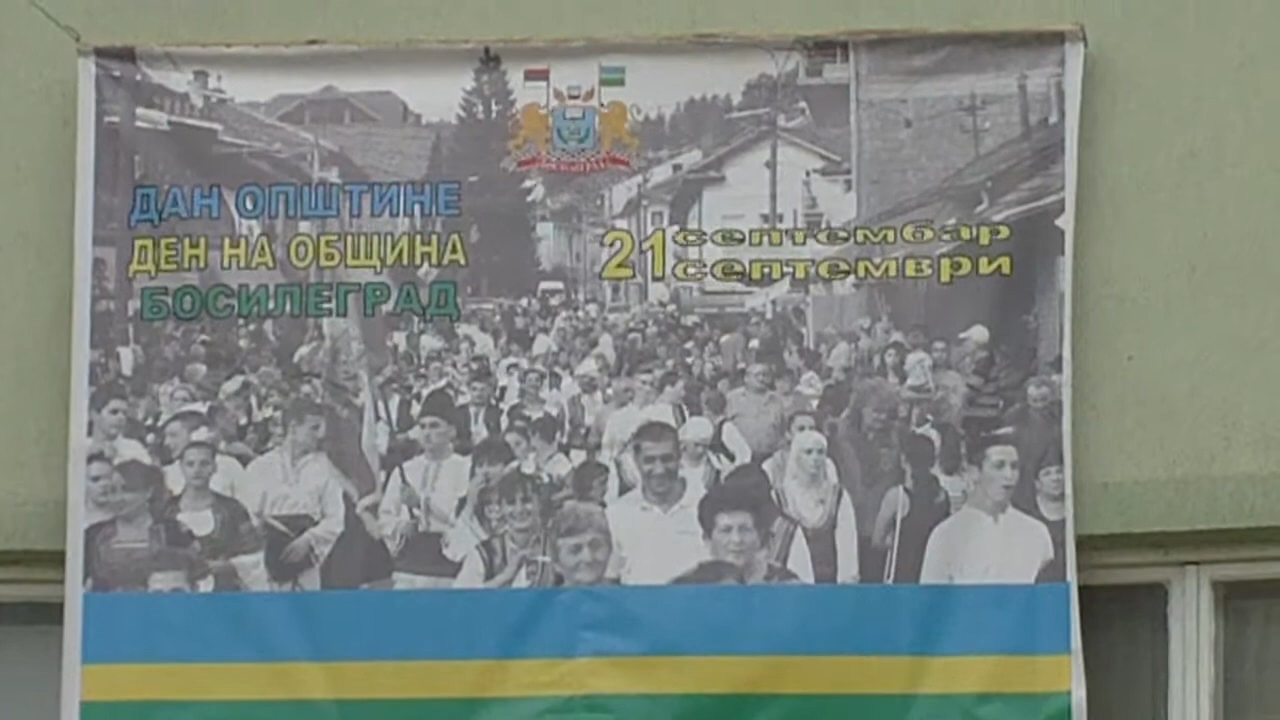 ДАН ОПШТИНЕ
ДЕН НА ОБЩИНА
БОСИЛЕГРАД
21 септембар
септември